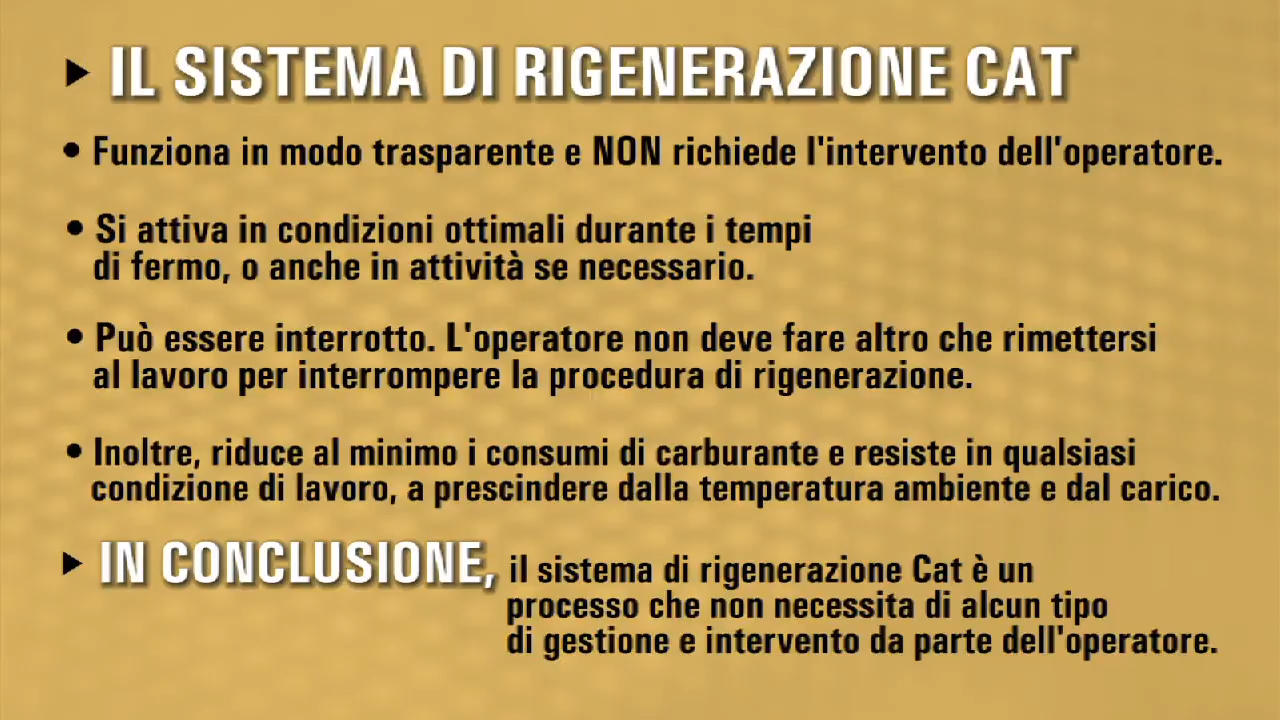 ▶ IL SISTEMA DI RIGENERAZIONE CAT
• Funziona in modo trasparente e NON richiede l'intervento dell'operatore.
• Si attiva in condizioni ottimali durante i tempi
di fermo, o anche in attività se necessario.
• Può essere interrotto. L'operatore non deve fare altro che rimettersi
al lavoro per interrompere la procedura di rigenerazione.
• Inoltre, riduce al minimo i consumi di carburante e resiste in qualsiasi
condizione di lavoro, a prescindere dalla temperatura ambiente e dal carico.
▶ IN CONCLUSIONE, il sistema di rigenerazione Cat è un
processo che non necessita di alcun tipo
di gestione e intervento da parte dell'operatore.